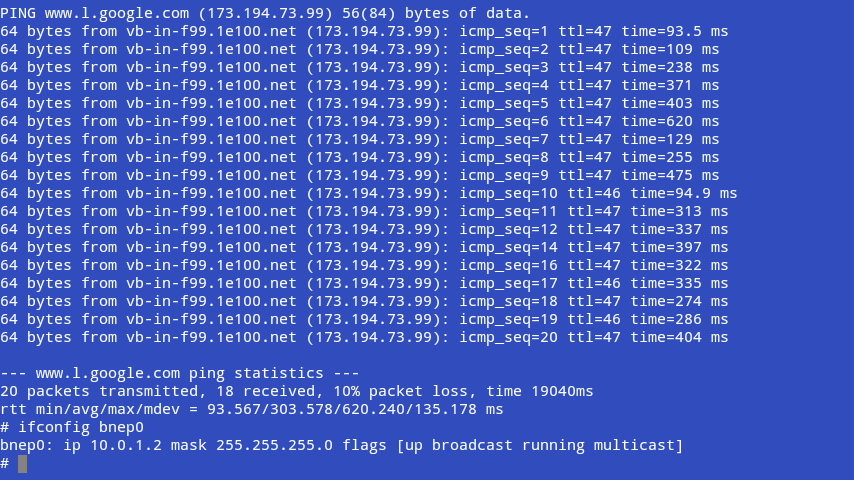 PING www.l.google.com (173.194.73.99) 56(84) bytes of data.
64 bytes from vb-in-f99.1e100.net (173.194.73.99): icmp_seq=1 ttl=47 time=93.5 ms
64 bytes from vb-in-f99.1e100.net (173.194.73.99): icmp_seq=2 ttl=47 time=109 ms
64 bytes from vb-in-f99.1e100.net (173.194.73.99): icmp_seq=3 ttl=47 time=238 ms
64 bytes from vb-in-f99.1e100.net (173.194.73.99): icmp_seq=4 ttl=47 time=371 ms
64 bytes from vb-in-f99.1e100.net (173.194.73.99): icmp_seq=5 ttl=47 time=403 ms
64 bytes from vb-in-f99.1e100.net (173.194.73.99): icmp_seq=6 ttl=47 time=620 ms
64 bytes from vb-in-f99.1e100.net (173.194.73.99): icmp_seq=7 ttl=47 time=129 ms
64 bytes from vb-in-f99.1e100.net (173.194.73.99): icmp_seq=8 ttl=47 time=255 ms
64 bytes from vb-in-f99.1e100.net (173.194.73.99): icmp_seq=9 ttl=47 time=475 ms
64 bytes from vb-in-f99.1e100.net (173.194.73.99): icmp_seq=10 ttl=46 time=94.9 ms
64 bytes from vb-in-f99.1e100.net (173.194.73.99): icmp_seq=11 ttl=47 time=313 ms
64 bytes from vb-in-f99.1e100.net (173.194.73.99): icmp_seq=12 ttl=47 time=337 ms
64 bytes from vb-in-f99.1e100.net (173.194.73.99): icmp_seq=14 ttl=47 time=397 ms
64 bytes from vb-in-f99.1e100.net (173.194.73.99): icmp_seq=16 ttl=47 time=322 ms
64 bytes from vb-in-f99.1e100.net (173.194.73.99): icmp_seq=17 ttl=46 time=335 ms
64 bytes from vb-in-f99.1e100.net (173.194.73.99): icmp_seq=18 ttl=47 time=274 ms
64 bytes from vb-in-f99.1e100.net (173.194.73.99): icmp_seq=19 ttl=46 time=286 ms
64 bytes from vb-in-f99.1e100.net (173.194.73.99): icmp_seq=20 ttl=47 time=404 ms

--- www.l.google.com ping statistics ---
20 packets transmitted, 18 received, 10% packet loss, time 19040ms
rtt min/avg/max/mdev = 93.567/303.578/620.240/135.178 ms
# ifconfig bnep0
bnep0: ip 10.0.1.2 mask 255.255.255.0 flags [up broadcast running multicast]
#